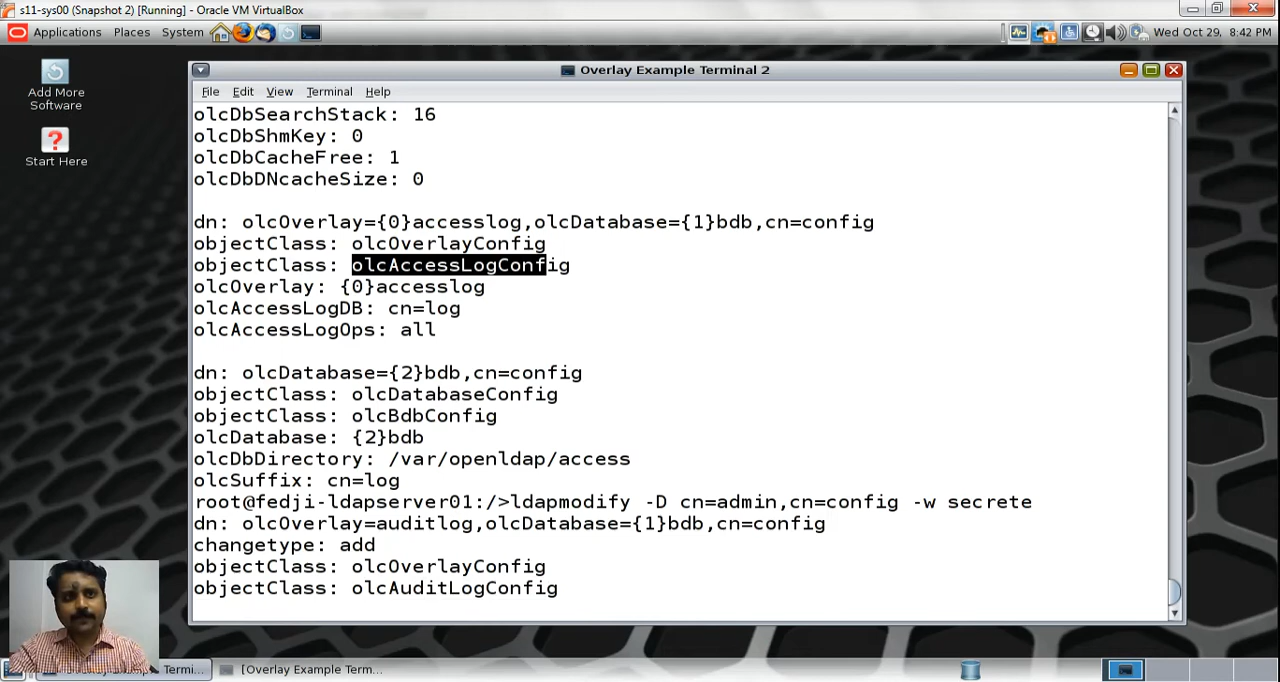 s11-sys00 (Snapshot 2) [Running] - Oracle VM VirtualBox
Applications Places System Wed Oct 29, 8:42 PM
Add More
Software
Start Here
Overlay Example Terminal 2
File Edit View Terminal Help
olcDbSearchStack: 16
olcDbShmKey: 0
olcDbCacheFree: 1
olcDbDNcacheSize: 0
dn: olcOverlay={0}accesslog,olcDatabase={1}bdb,cn=config
objectClass: olcOverlayConfig
objectClass: olcAccessLogConfig
olcOverlay: {0}accesslog
olcAccessLogDB: cn=log
olcAccessLogOps: all
dn: olcDatabase={2}bdb,cn=config
objectClass: olcDatabaseConfig
objectClass: olcBdbConfig
olcDatabase: {2}bdb
olcDbDirectory: /var/openldap/access
olcSuffix: cn=log
root@fedji-ldapserver01:/>ldapmodify -D cn=admin,cn=config -w secrete
dn: olcOverlay=auditlog,olcDatabase={1}bdb,cn=config
changetype: add
objectClass: olcOverlayConfig
objectClass: olcAuditLogConfig
Termi... [Overlay Example Term...